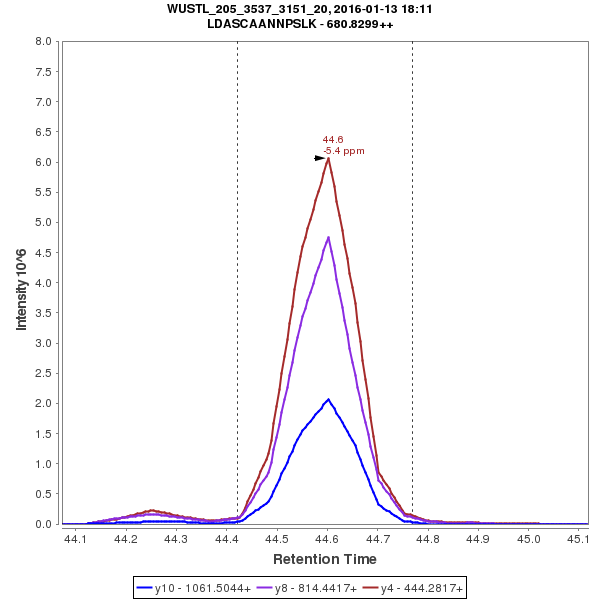 WUSTL_205_3537_3151_20, 2016-01-13 18:11
LDASCAANNPSLK - 680.8299++
8.0
7.5
7.0
6.5
6.0
5.5
5.0
4.5
4.0
3.5
3.0
2.5
2.0
1.5
1.0
0.5
0.0
Intensity 10^6
44.6
-5.4 ppm
44.1 44.2 44.3 44.4 44.5 44.6 44.7 44.8 44.9 45.0 45.1
Retention Time
y10 - 1061.5044+ y8 - 814.4417+ y4 - 444.2817+